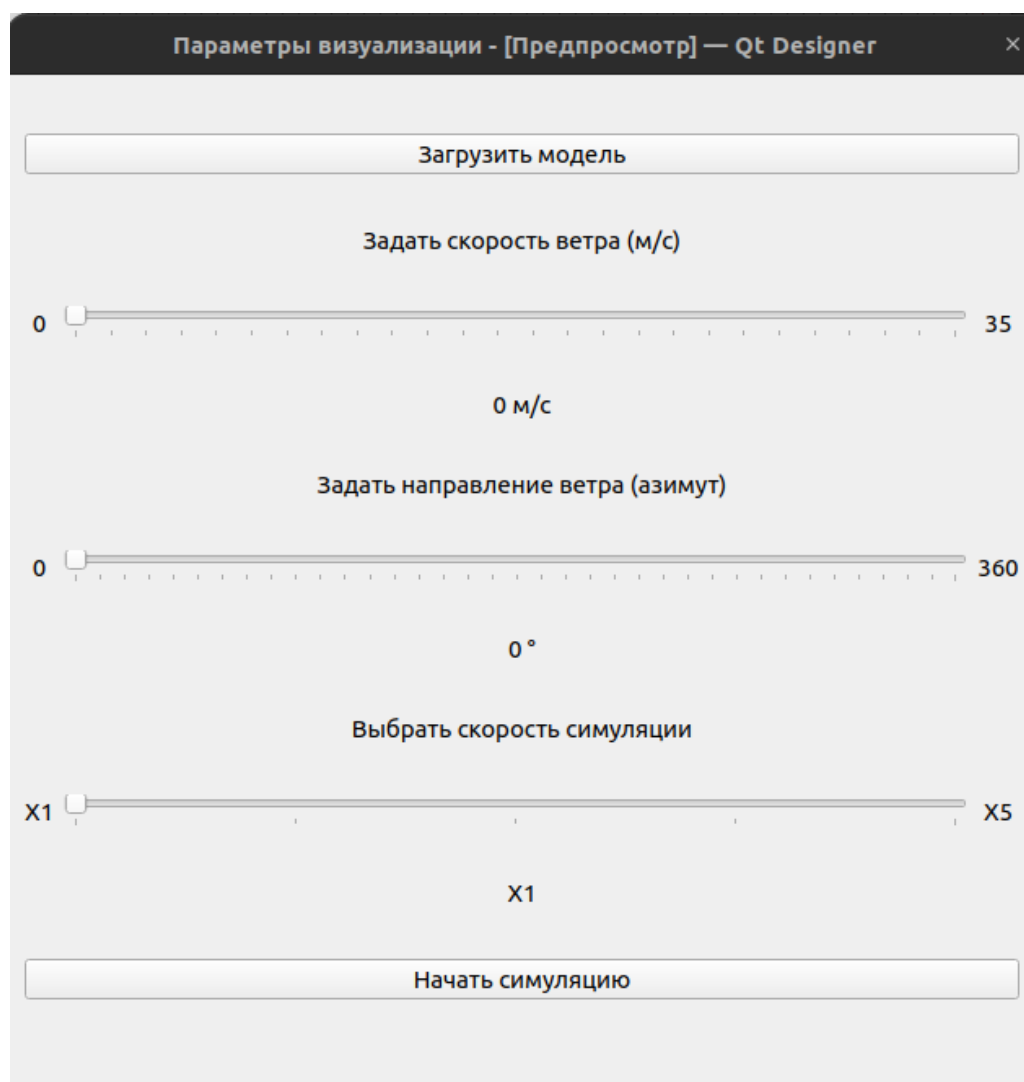 Параметры визуализации - [Предпросмотр] — Qt Designer ×
Загрузить модель
Задать скорость ветра (м/с)
0 35
0 м/с
Задать направление ветра (азимут)
0 360
0 °
Выбрать скорость симуляции
X1 X5
X1
Начать симуляцию